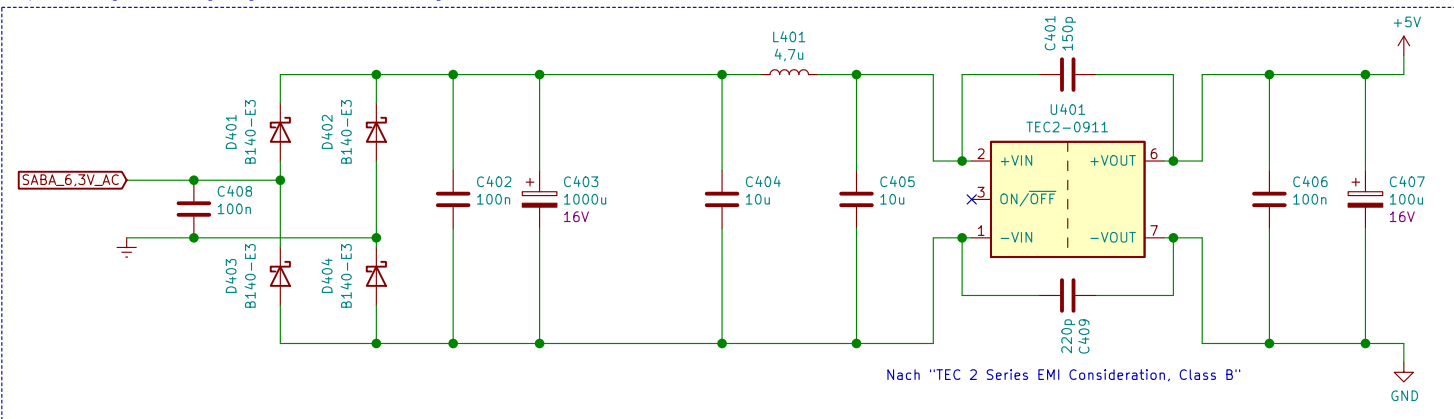 L401
4,7u
C401
150p
+5V
D401
B140-E3
D402
B140-E3
U401
TEC2-0911
2
+VIN
+VOUT
6
SABA_6,3V_AC
C408
100n
C402
100n
+
C403
1000u
16V
C404
10u
C405
10u
3
ON/OFF
C406
100n
+
C407
100u
16V
1
-VIN
-VOUT
7
D403
B140-E3
D404
B140-E3
220p
C409
Nach "TEC 2 Series EMI Consideration, Class B"
GND